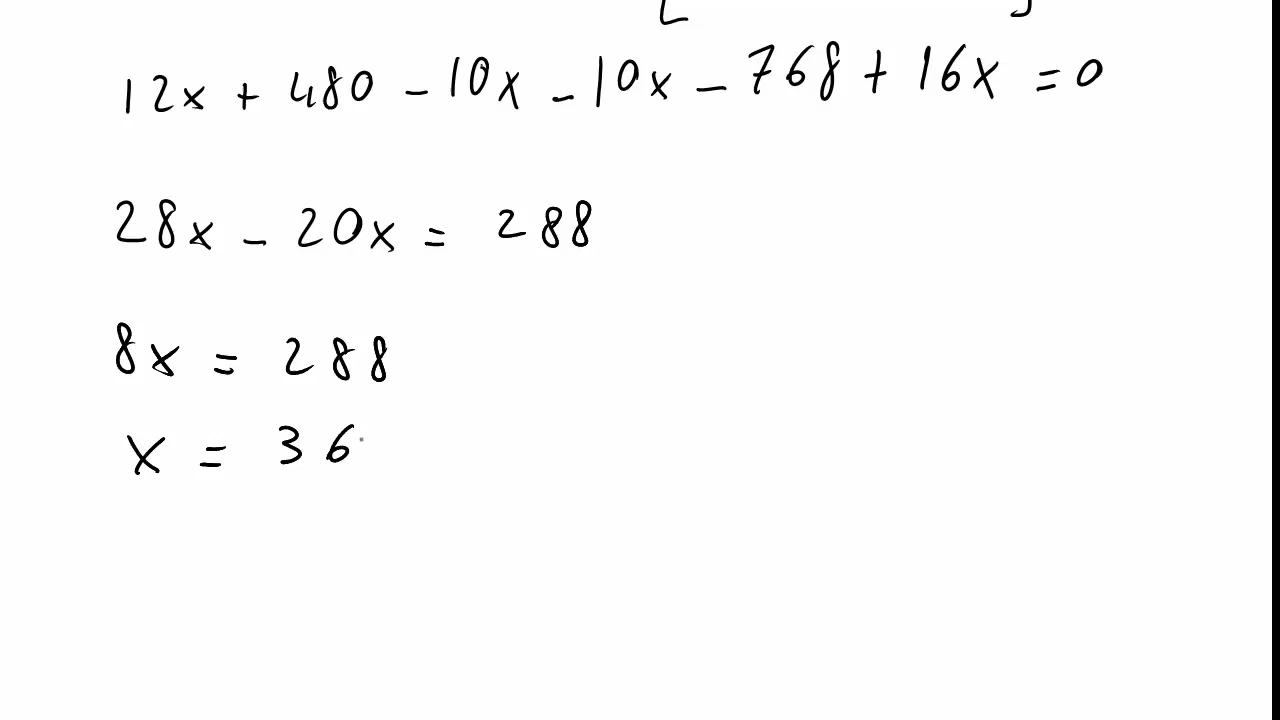 12x + 480 - 10x - 10x - 768 + 16x = 0
28x - 20x = 288
8x = 288
x = 36